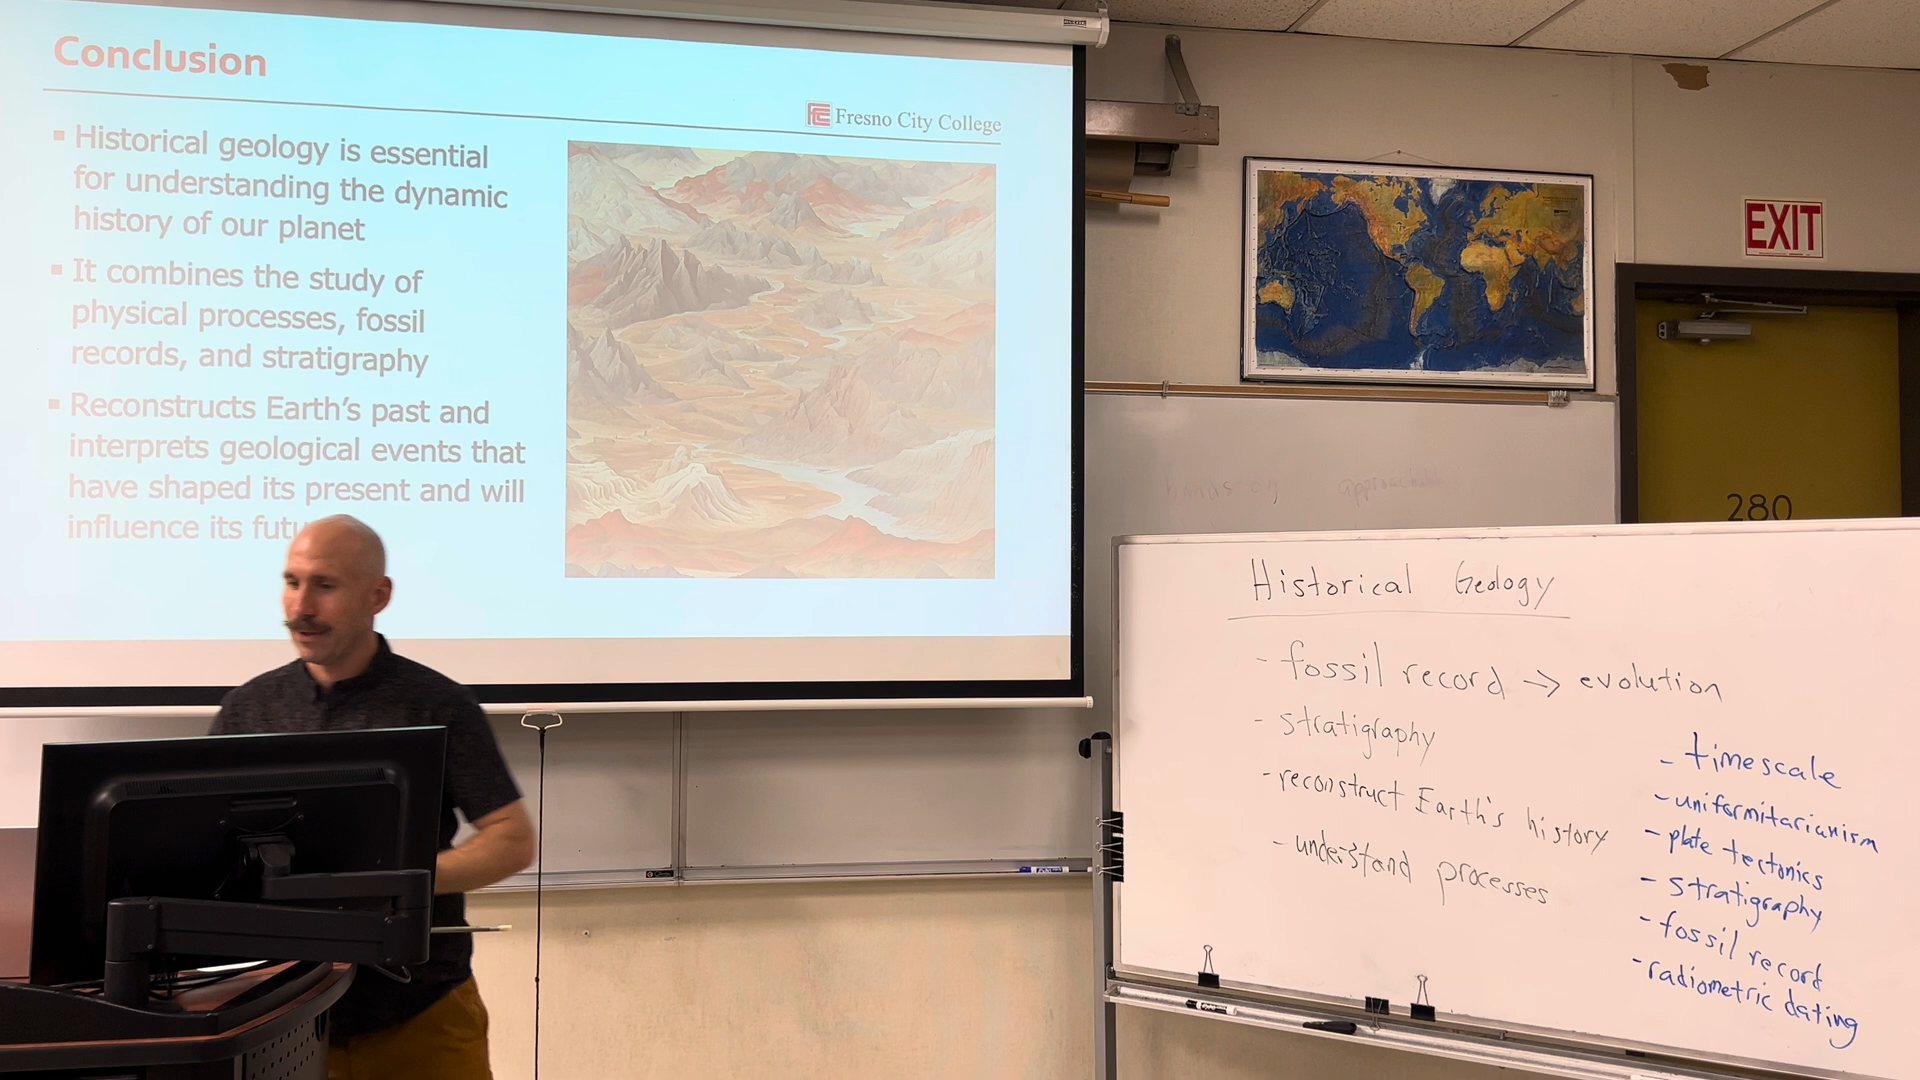 Conclusion
Fresno City College
▪ Historical geology is essential
for understanding the dynamic
history of our planet
▪ It combines the study of
physical processes, fossil
records, and stratigraphy
▪ Reconstructs Earth's past and
interprets geological events that
have shaped its present and will
influence its
EXIT
280
hands on
Historical Geology
- fossil record → evolution
- stratigraphy
- reconstruct Earth's history
- understand processes
- timescale
- uniformitarianism
- plate tectonics
- stratigraphy
- fossil record
- radiometric dating